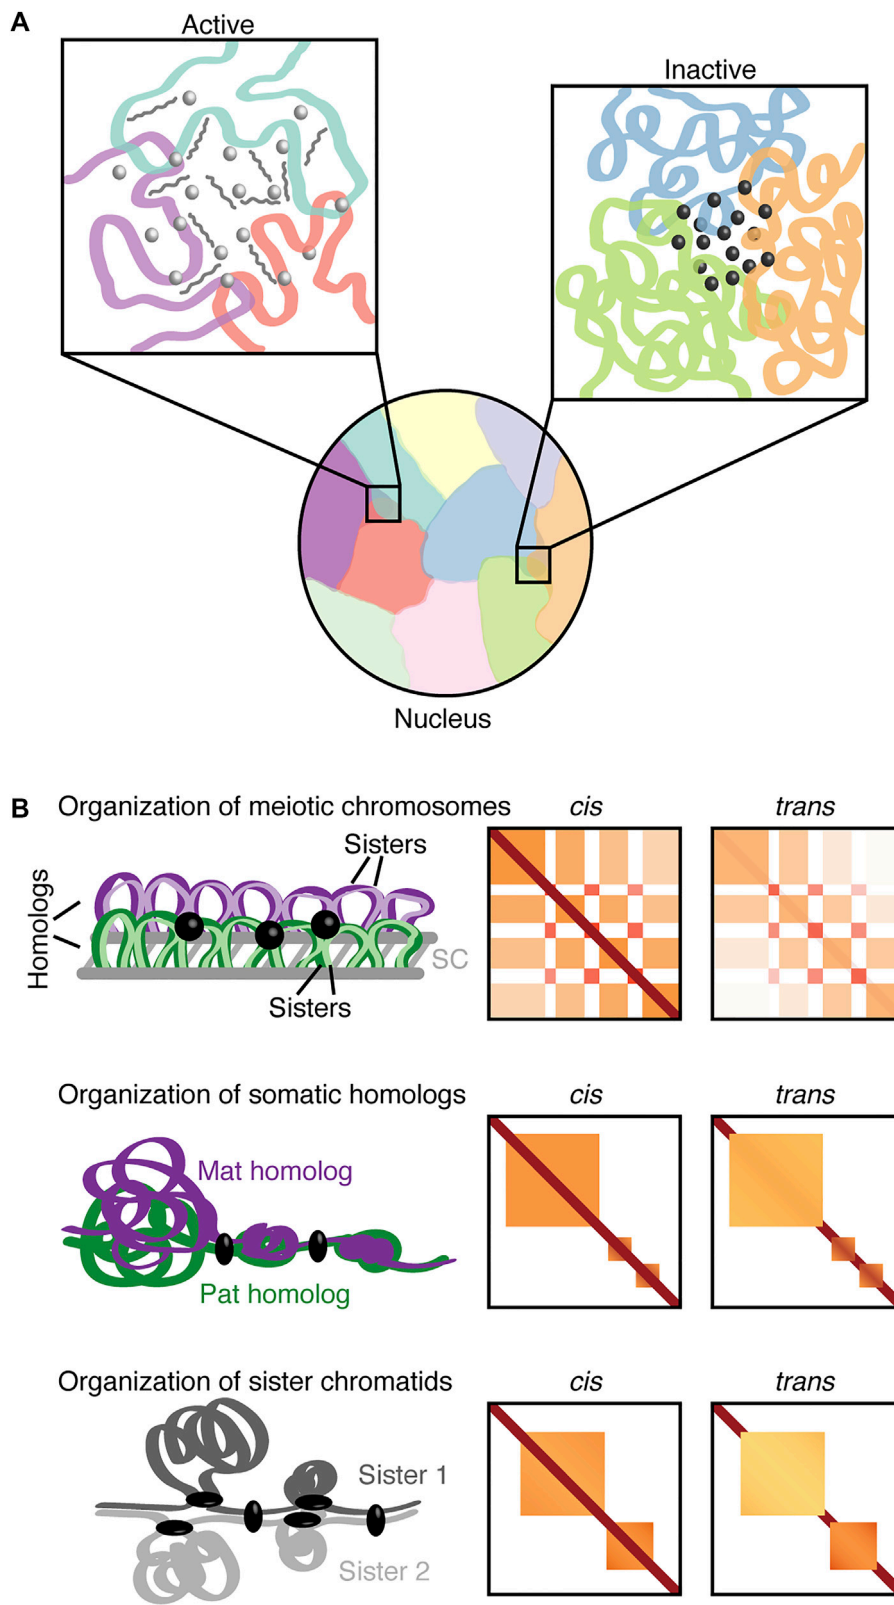 A
Active
Inactive
Nucleus
B
Organization of meiotic chromosomes
cis
trans
Sisters
Homologs
SC
Sisters
Organization of somatic homologs
cis
trans
Mat homolog
Pat homolog
Organization of sister chromatids
cis
trans
Sister 1
Sister 2